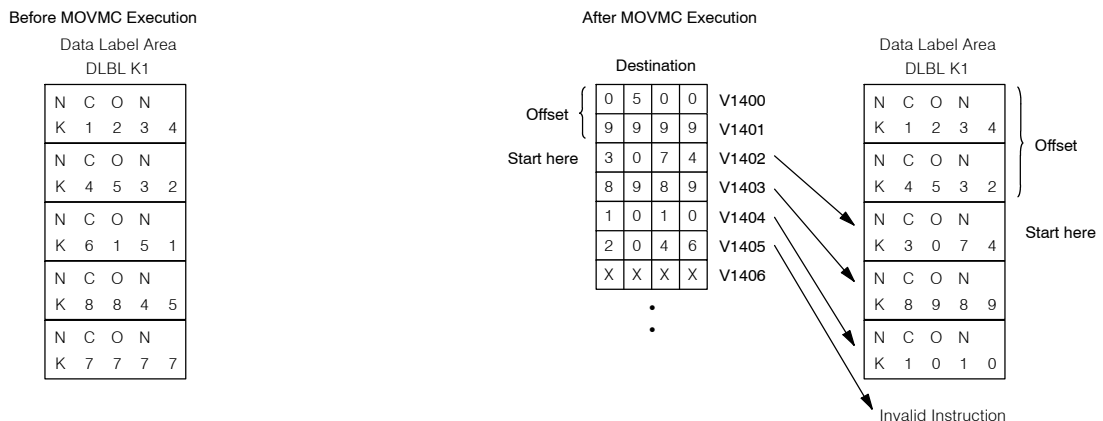 Before MOVMC Execution
Data Label Area
DLBL K1
N C O N
K 1 2 3 4
N C O N
K 4 5 3 2
N C O N
K 6 1 5 1
N C O N
K 8 8 4 5
N C O N
K 7 7 7 7
After MOVMC Execution
Destination
Offset
0 5 0 0 V1400
9 9 9 9 V1401
Start here 3 0 7 4 V1402
8 9 8 9 V1403
1 0 1 0 V1404
2 0 4 6 V1405
X X X X V1406
Data Label Area
DLBL K1
N C O N
K 1 2 3 4
Offset
N C O N
K 4 5 3 2
N C O N
K 3 0 7 4
Start here
N C O N
K 8 9 8 9
N C O N
K 1 0 1 0
Invalid Instruction